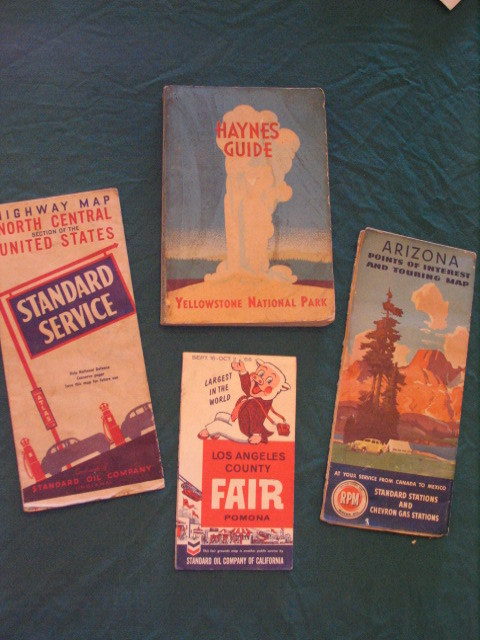 HIGHWAY MAP
NORTH CENTRAL
SECTION OF THE
UNITED STATES
STANDARD
SERVICE
STANDARD OIL COMPANY
HAYNES
GUIDE
YELLOWSTONE NATIONAL PARK
LARGEST
IN THE
WORLD
LOS ANGELES
COUNTY
FAIR
POMONA
STANDARD OIL COMPANY OF CALIFORNIA
ARIZONA
POINTS OF INTEREST
AND TOURING MAP
AT YOUR SERVICE FROM CANADA TO MEXICO
RPM
STANDARD STATIONS
AND
CHEVRON GAS STATIONS